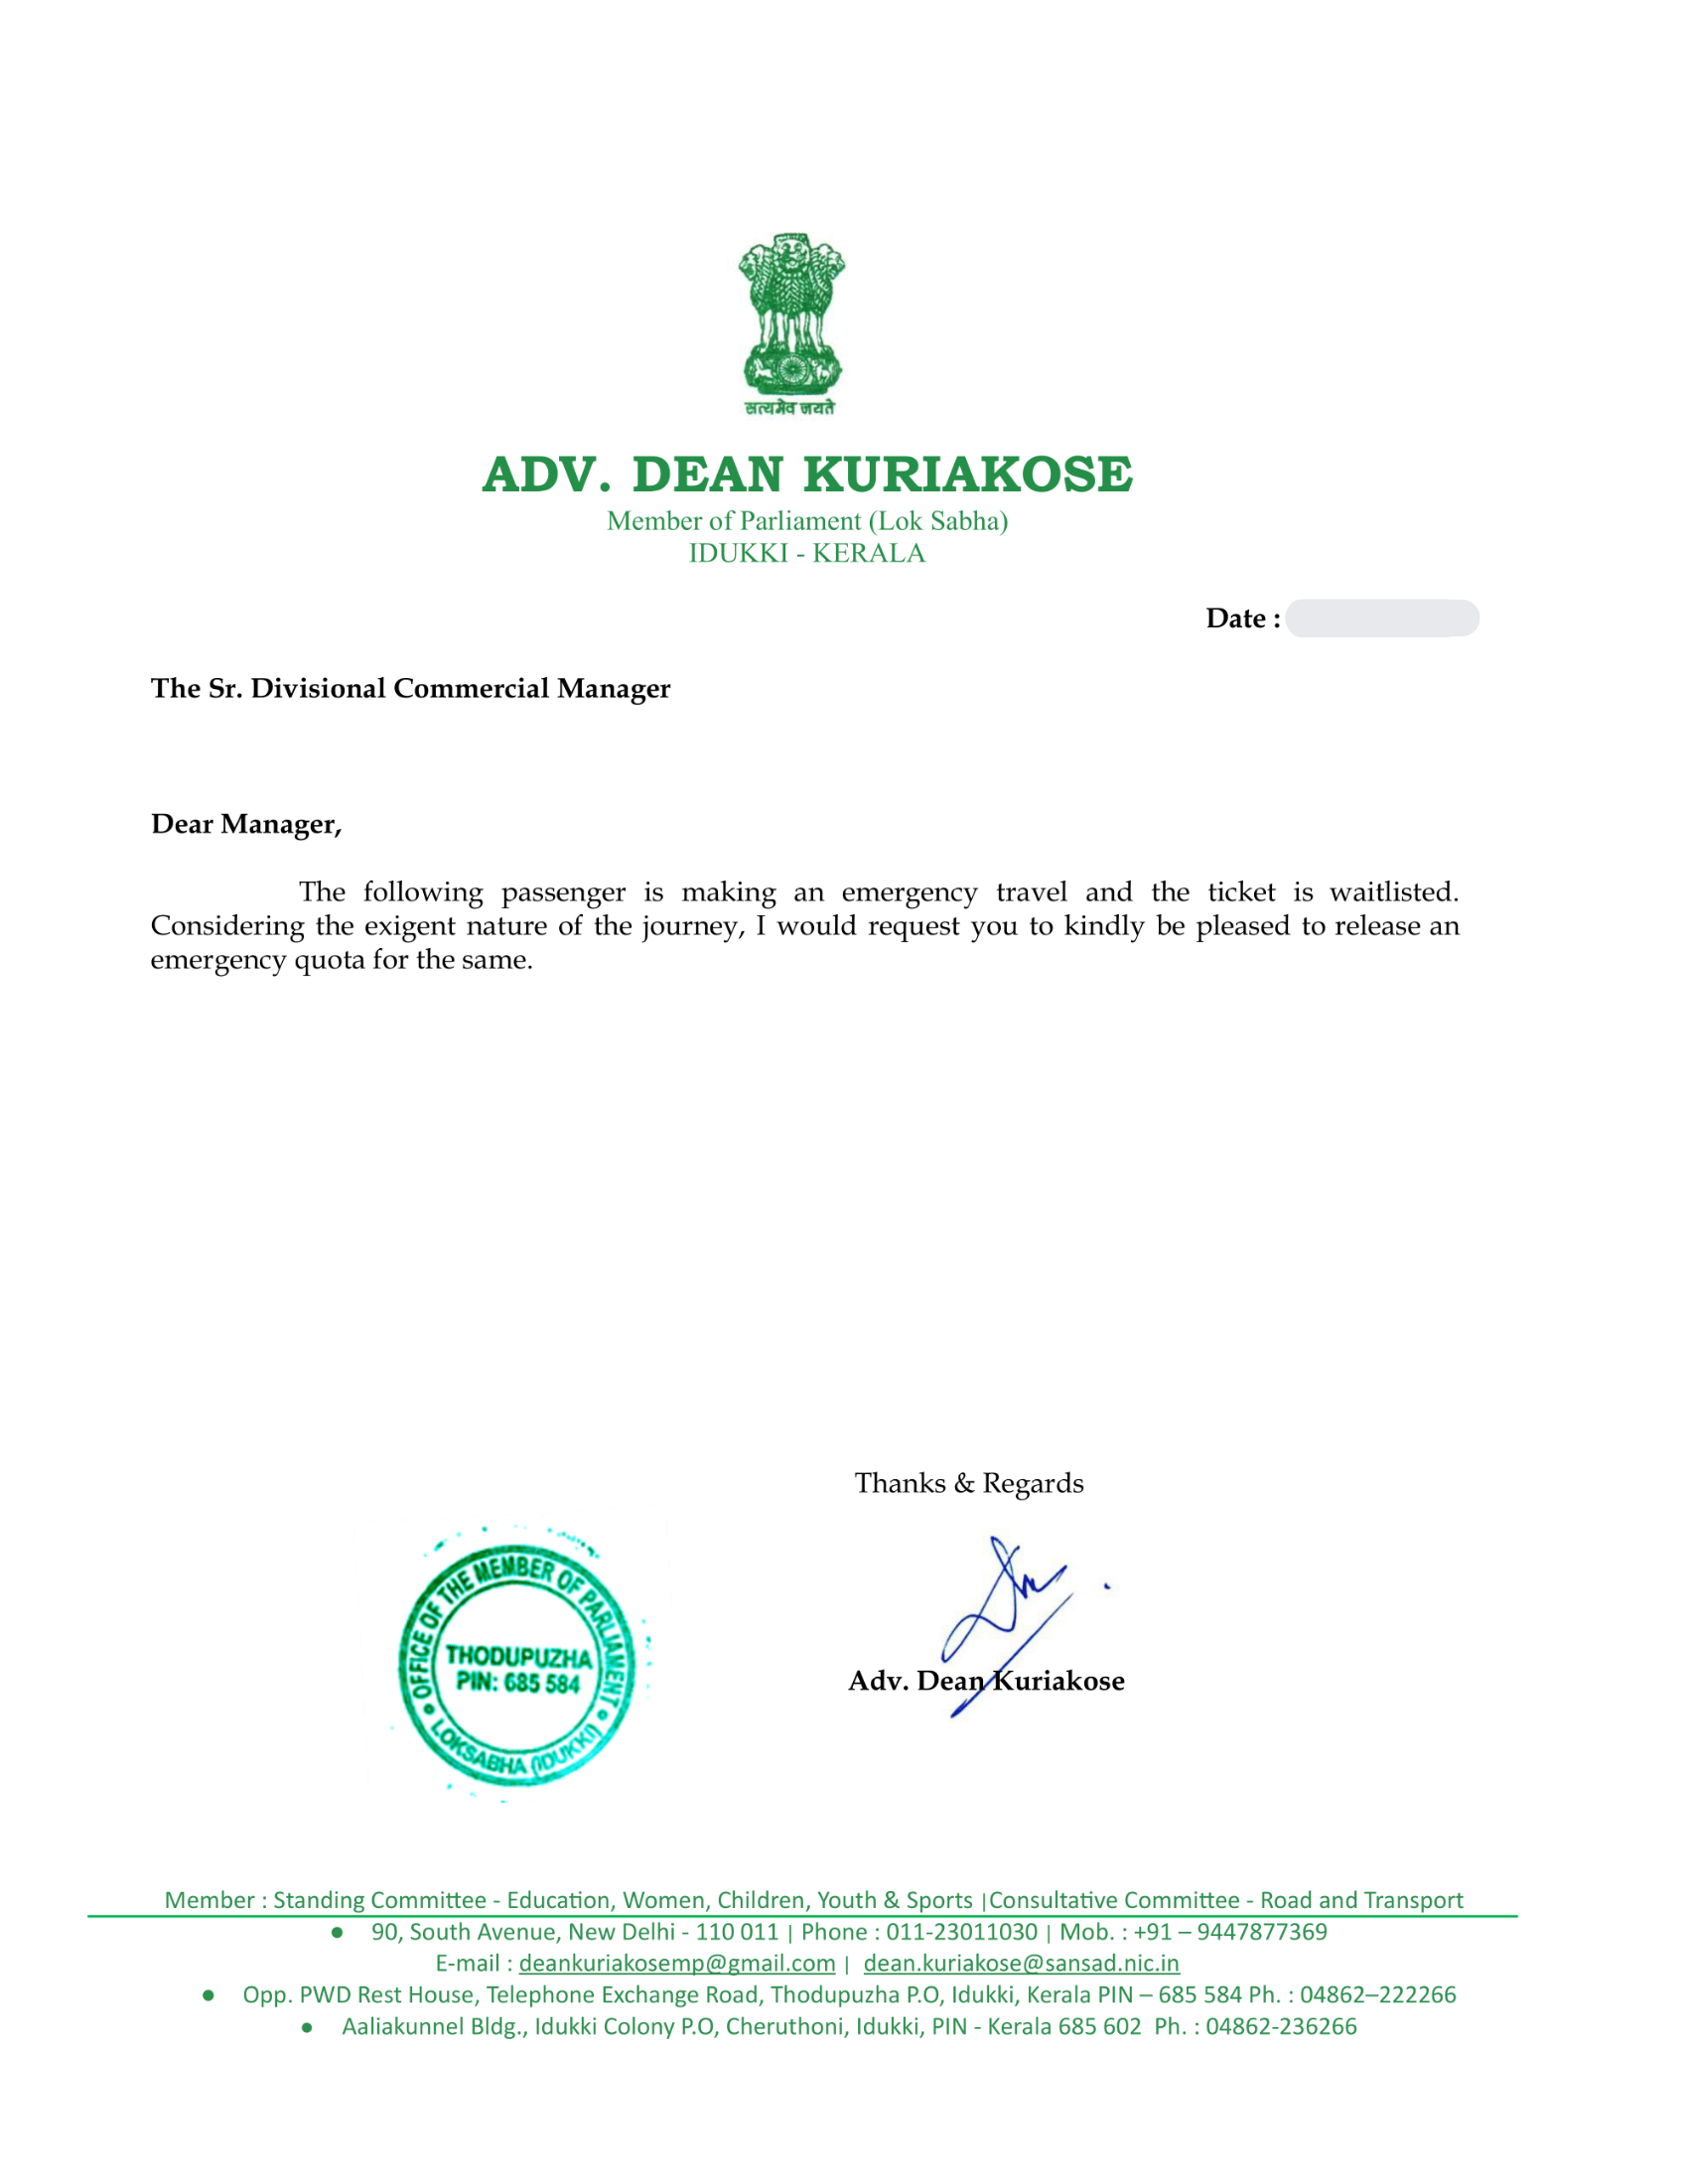 सत्यमेव जयते
ADV. DEAN KURIAKOSE
Member of Parliament (Lok Sabha)
IDUKKI - KERALA
Date :
The Sr. Divisional Commercial Manager
Dear Manager,
The following passenger is making an emergency travel and the ticket is waitlisted.
Considering the exigent nature of the journey, I would request you to kindly be pleased to release an
emergency quota for the same.
Thanks & Regards
OFFICE OF THE MEMBER OF PARLIAMENT
THODUPUZHA
PIN: 685 584
LOKSABHA (IDUKKI)
Adv. Dean Kuriakose
Member : Standing Committee - Education, Women, Children, Youth & Sports |Consultative Committee - Road and Transport
● 90, South Avenue, New Delhi - 110 011 | Phone : 011-23011030 | Mob. : +91 – 9447877369
E-mail : deankuriakosemp@gmail.com | dean.kuriakose@sansad.nic.in
● Opp. PWD Rest House, Telephone Exchange Road, Thodupuzha P.O, Idukki, Kerala PIN – 685 584 Ph. : 04862–222266
● Aaliakunnel Bldg., Idukki Colony P.O, Cheruthoni, Idukki, PIN - Kerala 685 602 Ph. : 04862-236266